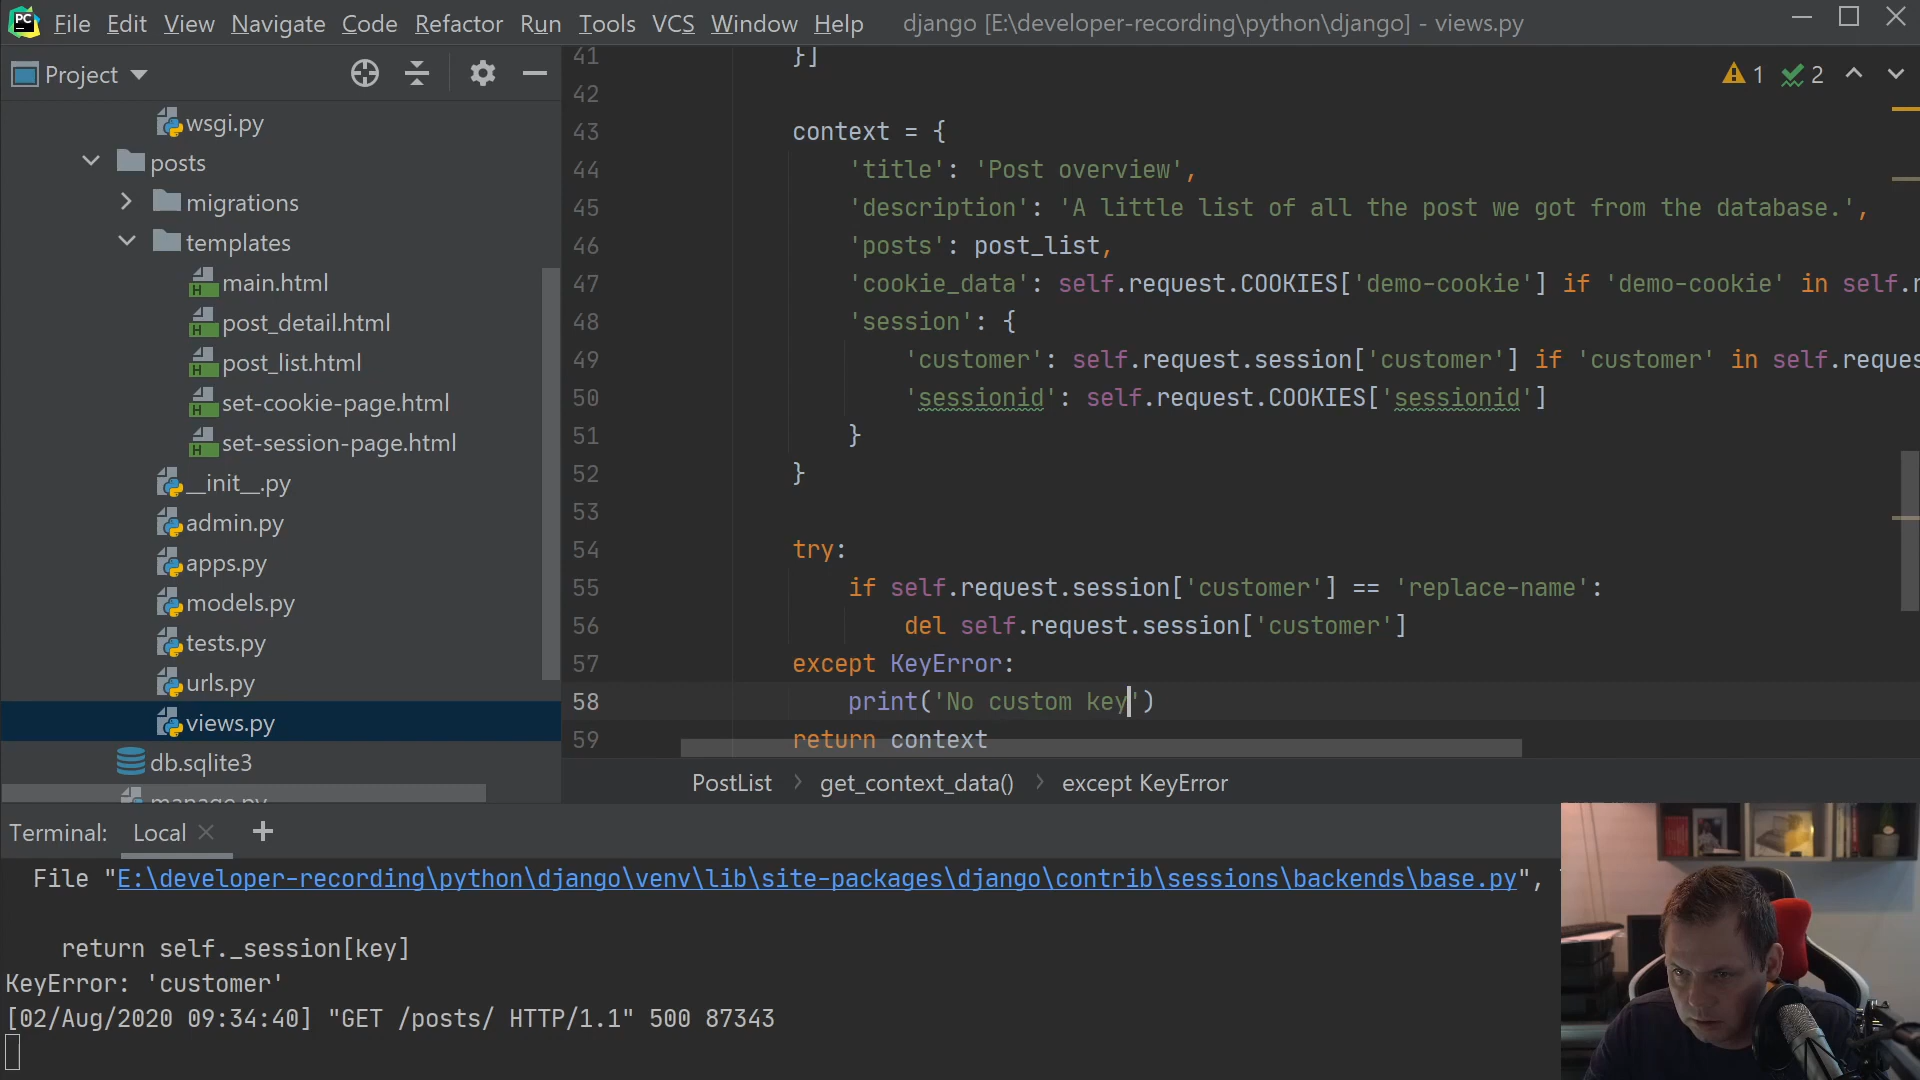 PC File Edit View Navigate Code Refactor Run Tools VCS Window Help django [E:\developer-recording\python\django] - views.py
Project
wsgi.py
posts
migrations
templates
main.html
post_detail.html
post_list.html
set-cookie-page.html
set-session-page.html
__init__.py
admin.py
apps.py
models.py
tests.py
urls.py
views.py
db.sqlite3
manage.py
1 2
41 }]
42
43 context = {
44 'title': 'Post overview',
45 'description': 'A little list of all the post we got from the database.',
46 'posts': post_list,
47 'cookie_data': self.request.COOKIES['demo-cookie'] if 'demo-cookie' in self.r
48 'session': {
49 'customer': self.request.session['customer'] if 'customer' in self.reques
50 'sessionid': self.request.COOKIES['sessionid']
51 }
52 }
53
54 try:
55 if self.request.session['customer'] == 'replace-name':
56 del self.request.session['customer']
57 except KeyError:
58 print('No custom key')
59 return context
PostList > get_context_data() > except KeyError
Terminal: Local
File "E:\developer-recording\python\django\venv\lib\site-packages\django\contrib\sessions\backends\base.py",
return self._session[key]
KeyError: 'customer'
[02/Aug/2020 09:34:40] "GET /posts/ HTTP/1.1" 500 87343